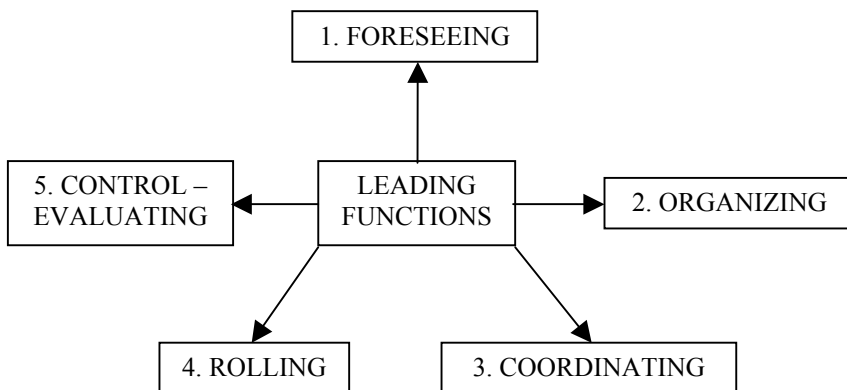 1. FORESEEING
5. CONTROL –
EVALUATING
LEADING
FUNCTIONS
2. ORGANIZING
4. ROLLING
3. COORDINATING